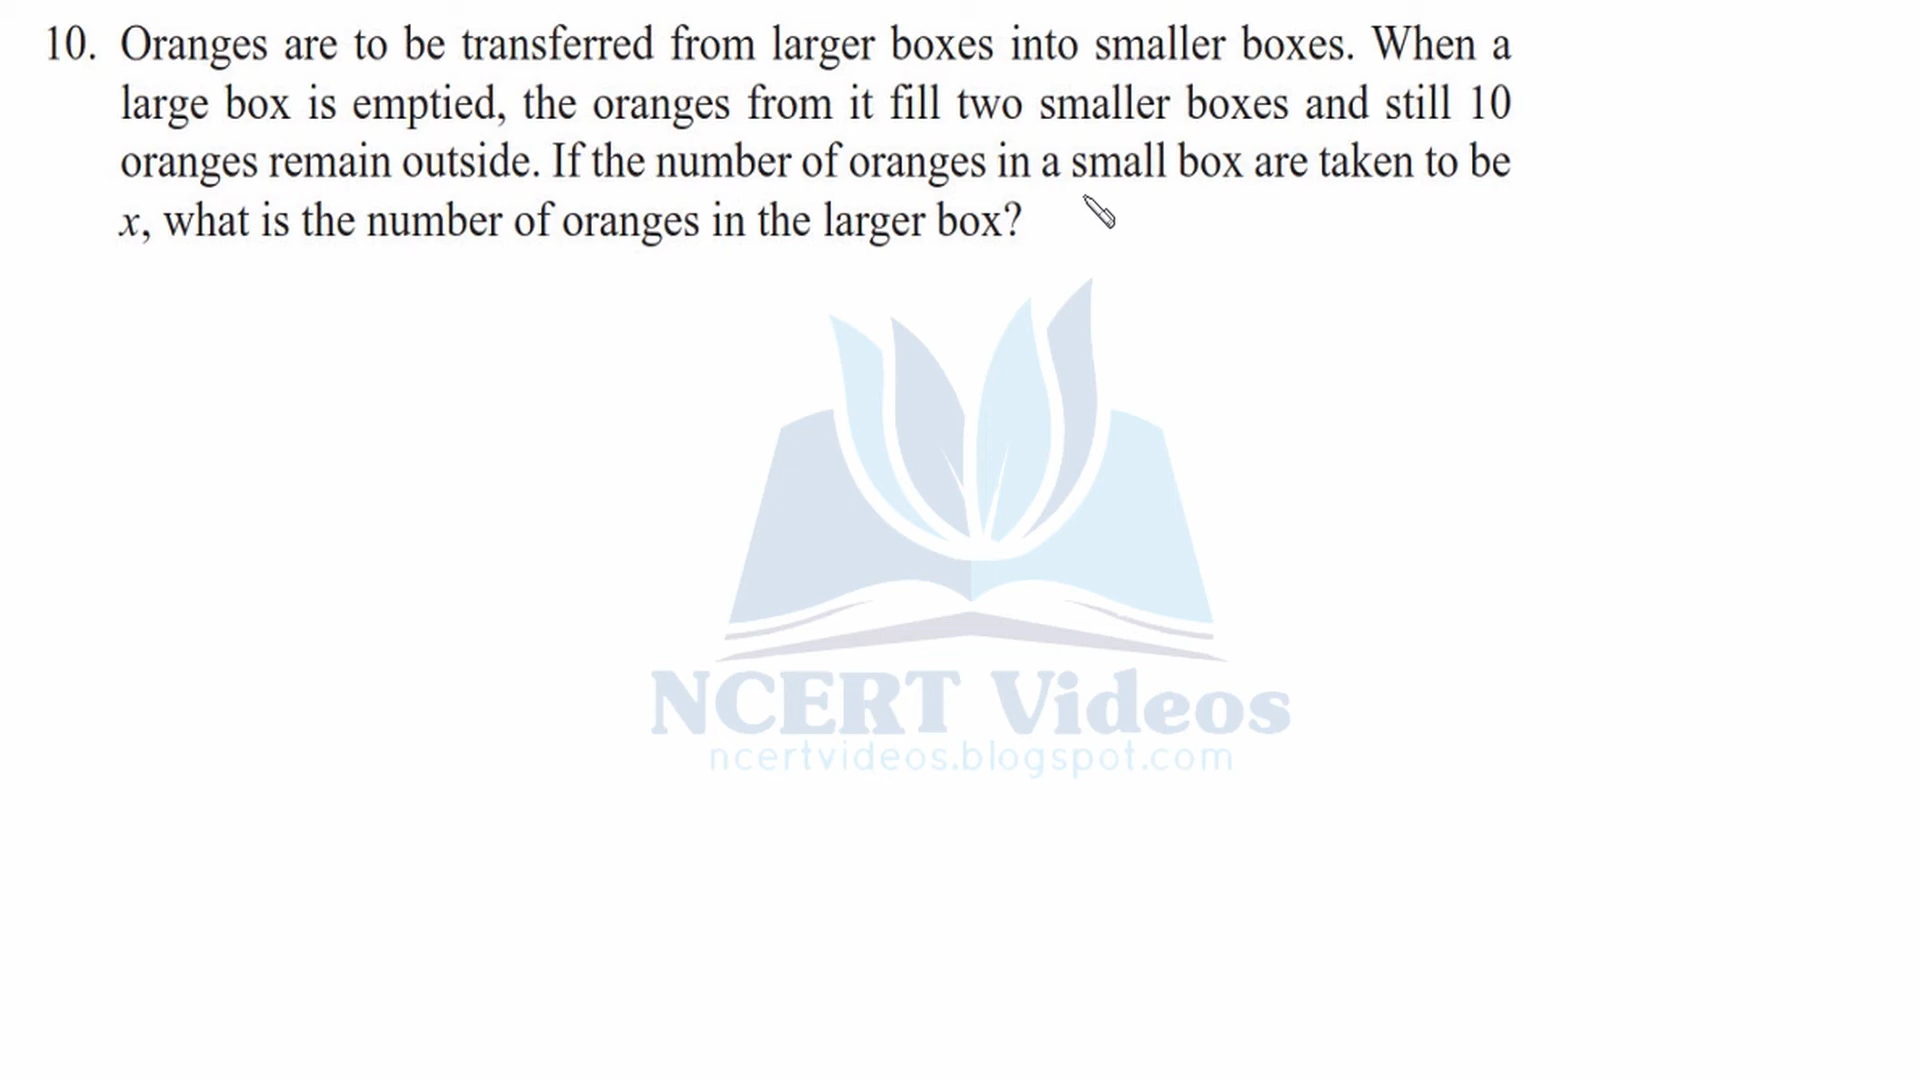 10. Oranges are to be transferred from larger boxes into smaller boxes. When a
large box is emptied, the oranges from it fill two smaller boxes and still 10
oranges remain outside. If the number of oranges in a small box are taken to be
x, what is the number of oranges in the larger box?
NCERT Videos
ncertvideos.blogspot.com